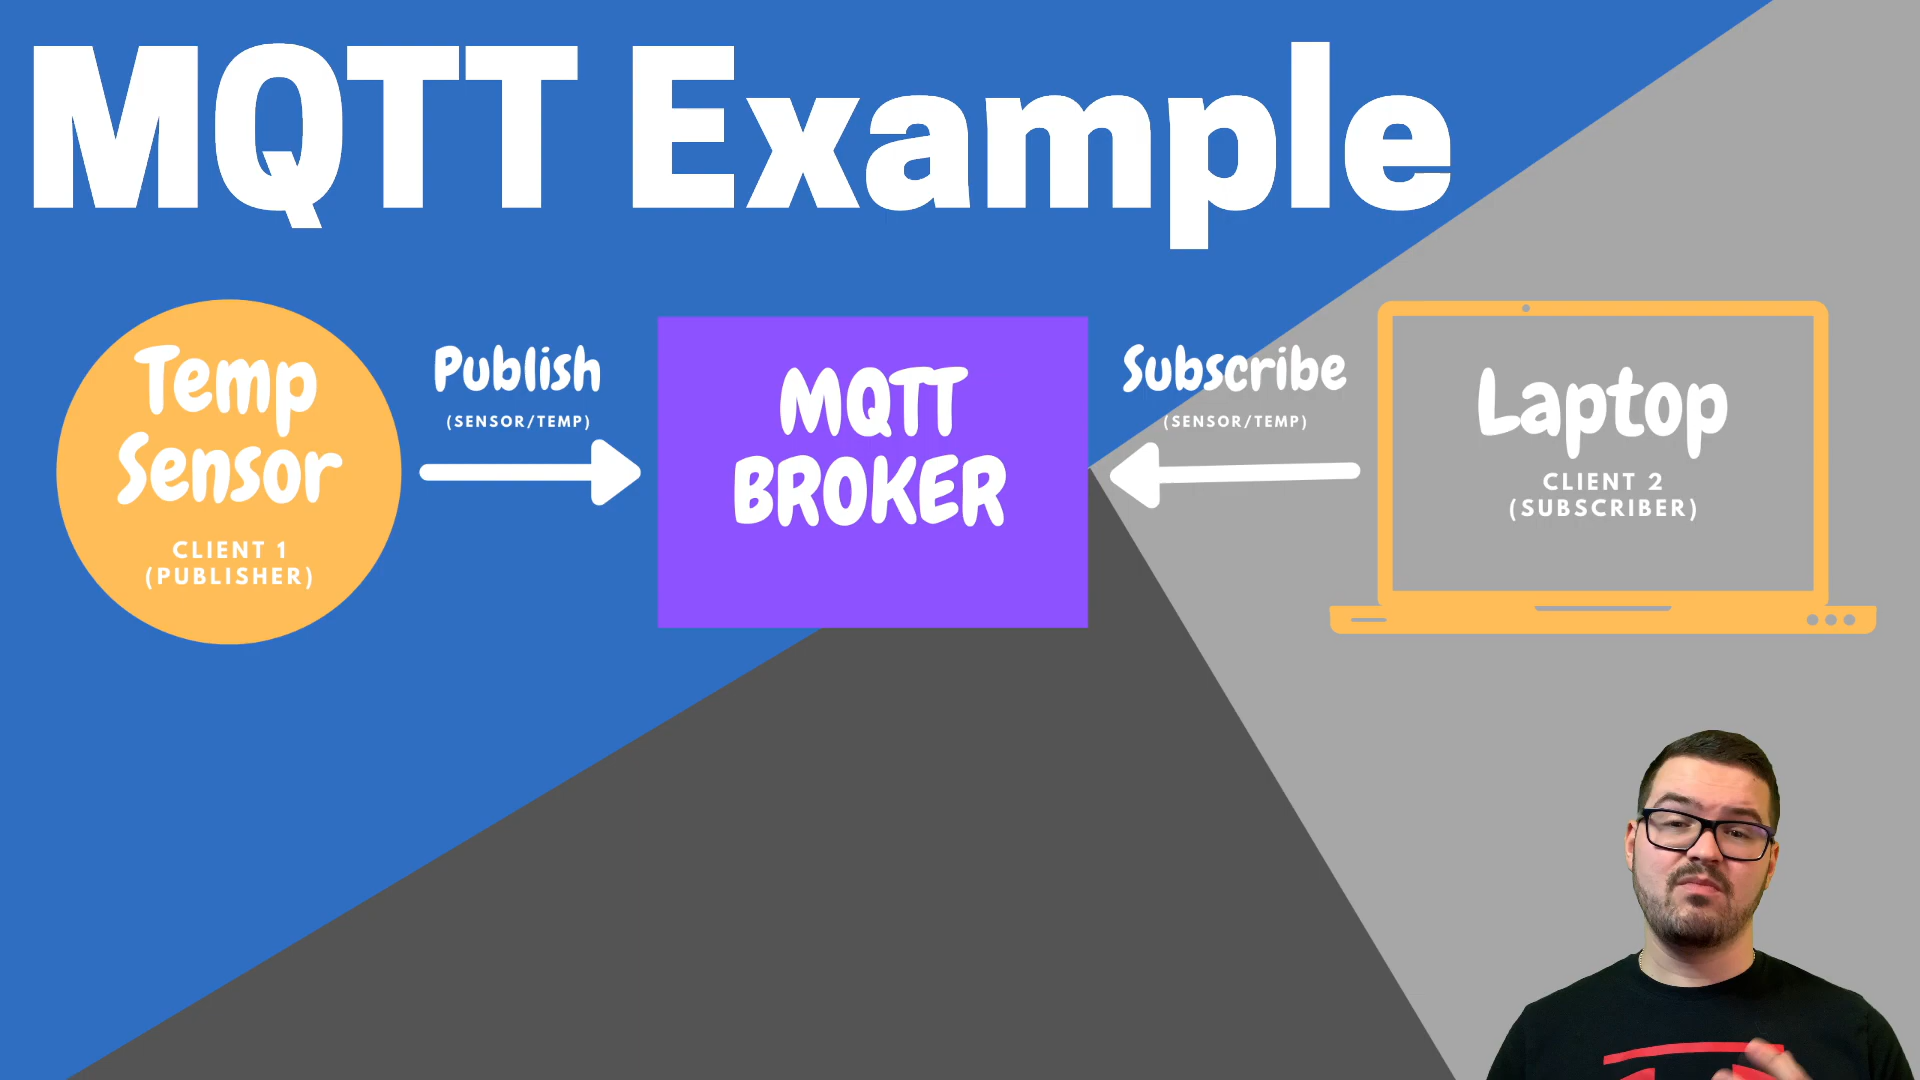 MQTT Example
Temp
Sensor
CLIENT 1
(PUBLISHER)
Publish
(SENSOR/TEMP)
MQTT
BROKER
Subscribe
(SENSOR/TEMP)
Laptop
CLIENT 2
(SUBSCRIBER)